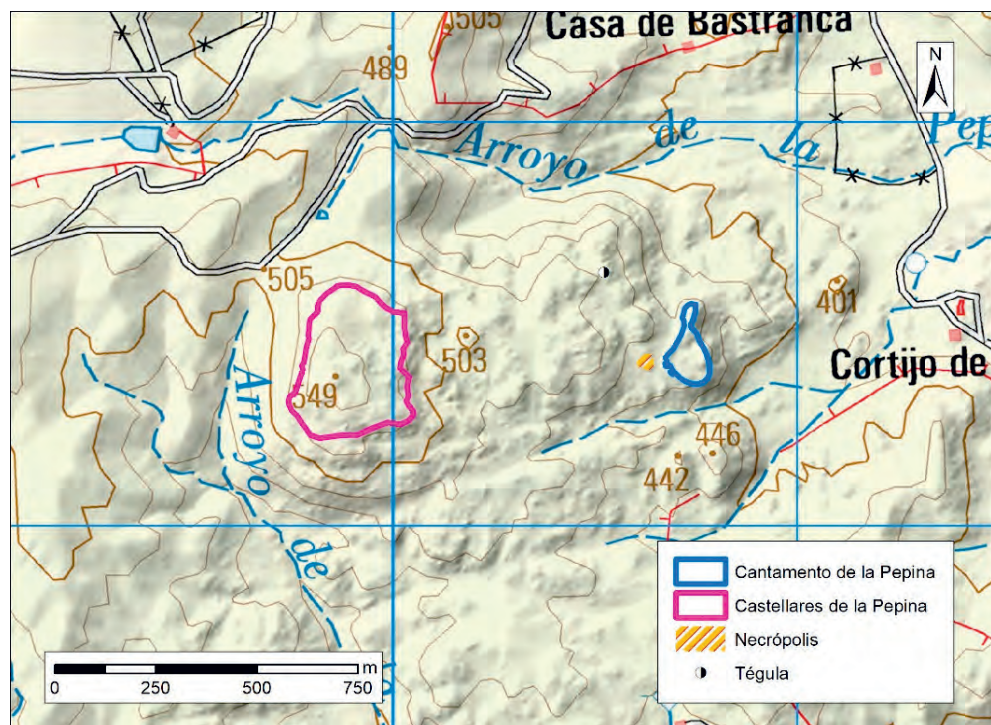 505
Casa de Bastranca
N
489
Arroyo de la Pep
505
401
503
Cortijo de
549
Arroyo de
446
442
Cantamento de la Pepina
Castellares de la Pepina
Necrópolis
Tégula
m
0 250 500 750